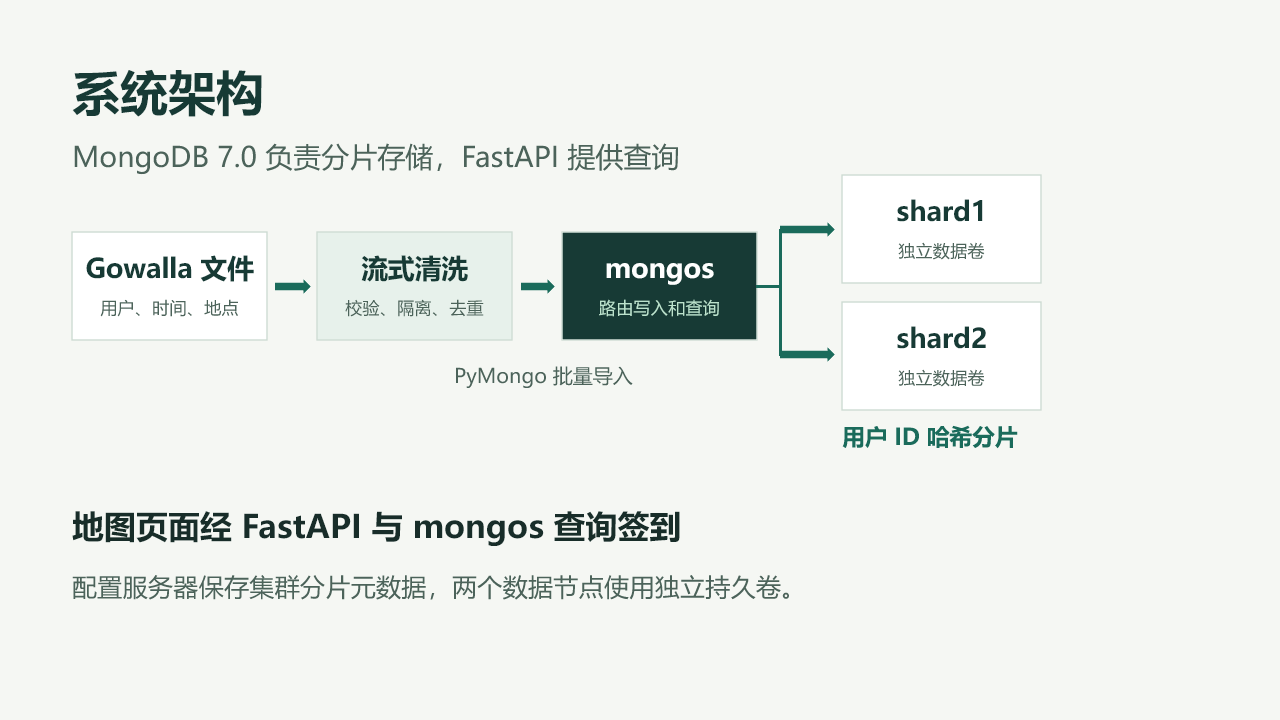 系统架构
MongoDB 7.0 负责分片存储，FastAPI 提供查询
Gowalla 文件
用户、时间、地点
流式清洗
校验、隔离、去重
mongos
路由写入和查询
shard1
独立数据卷
shard2
独立数据卷
PyMongo 批量导入
用户 ID 哈希分片
地图页面经 FastAPI 与 mongos 查询签到
配置服务器保存集群分片元数据，两个数据节点使用独立持久卷。